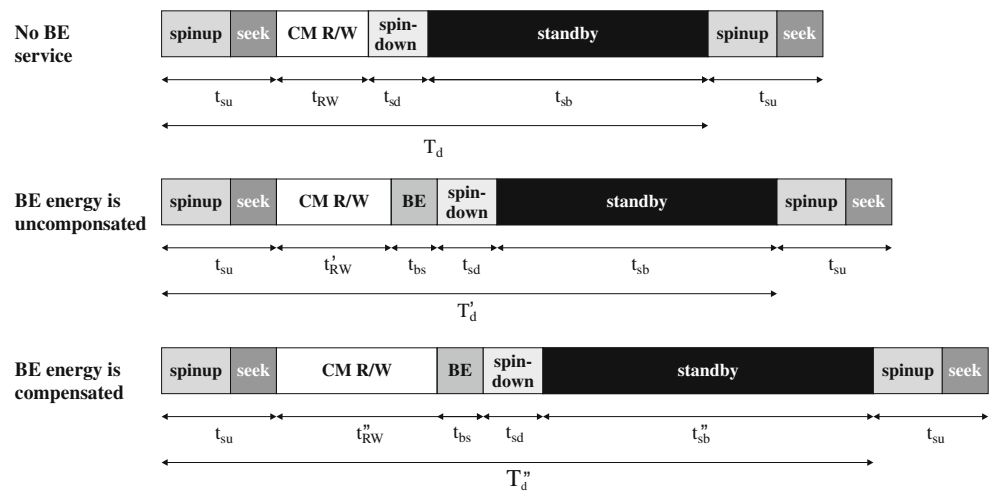 No BE service
spinup seek CM R/W spin-down standby spinup seek
t_su t_RW t_sd t_sb t_su
T_d
BE energy is uncomponsated
spinup seek CM R/W BE spin-down standby spinup seek
t_su t'_RW t_bs t_sd t_sb t_su
T'_d
BE energy is compensated
spinup seek CM R/W BE spin-down standby spinup seek
t_su t"_RW t_bs t_sd t"_sb t_su
T_d"